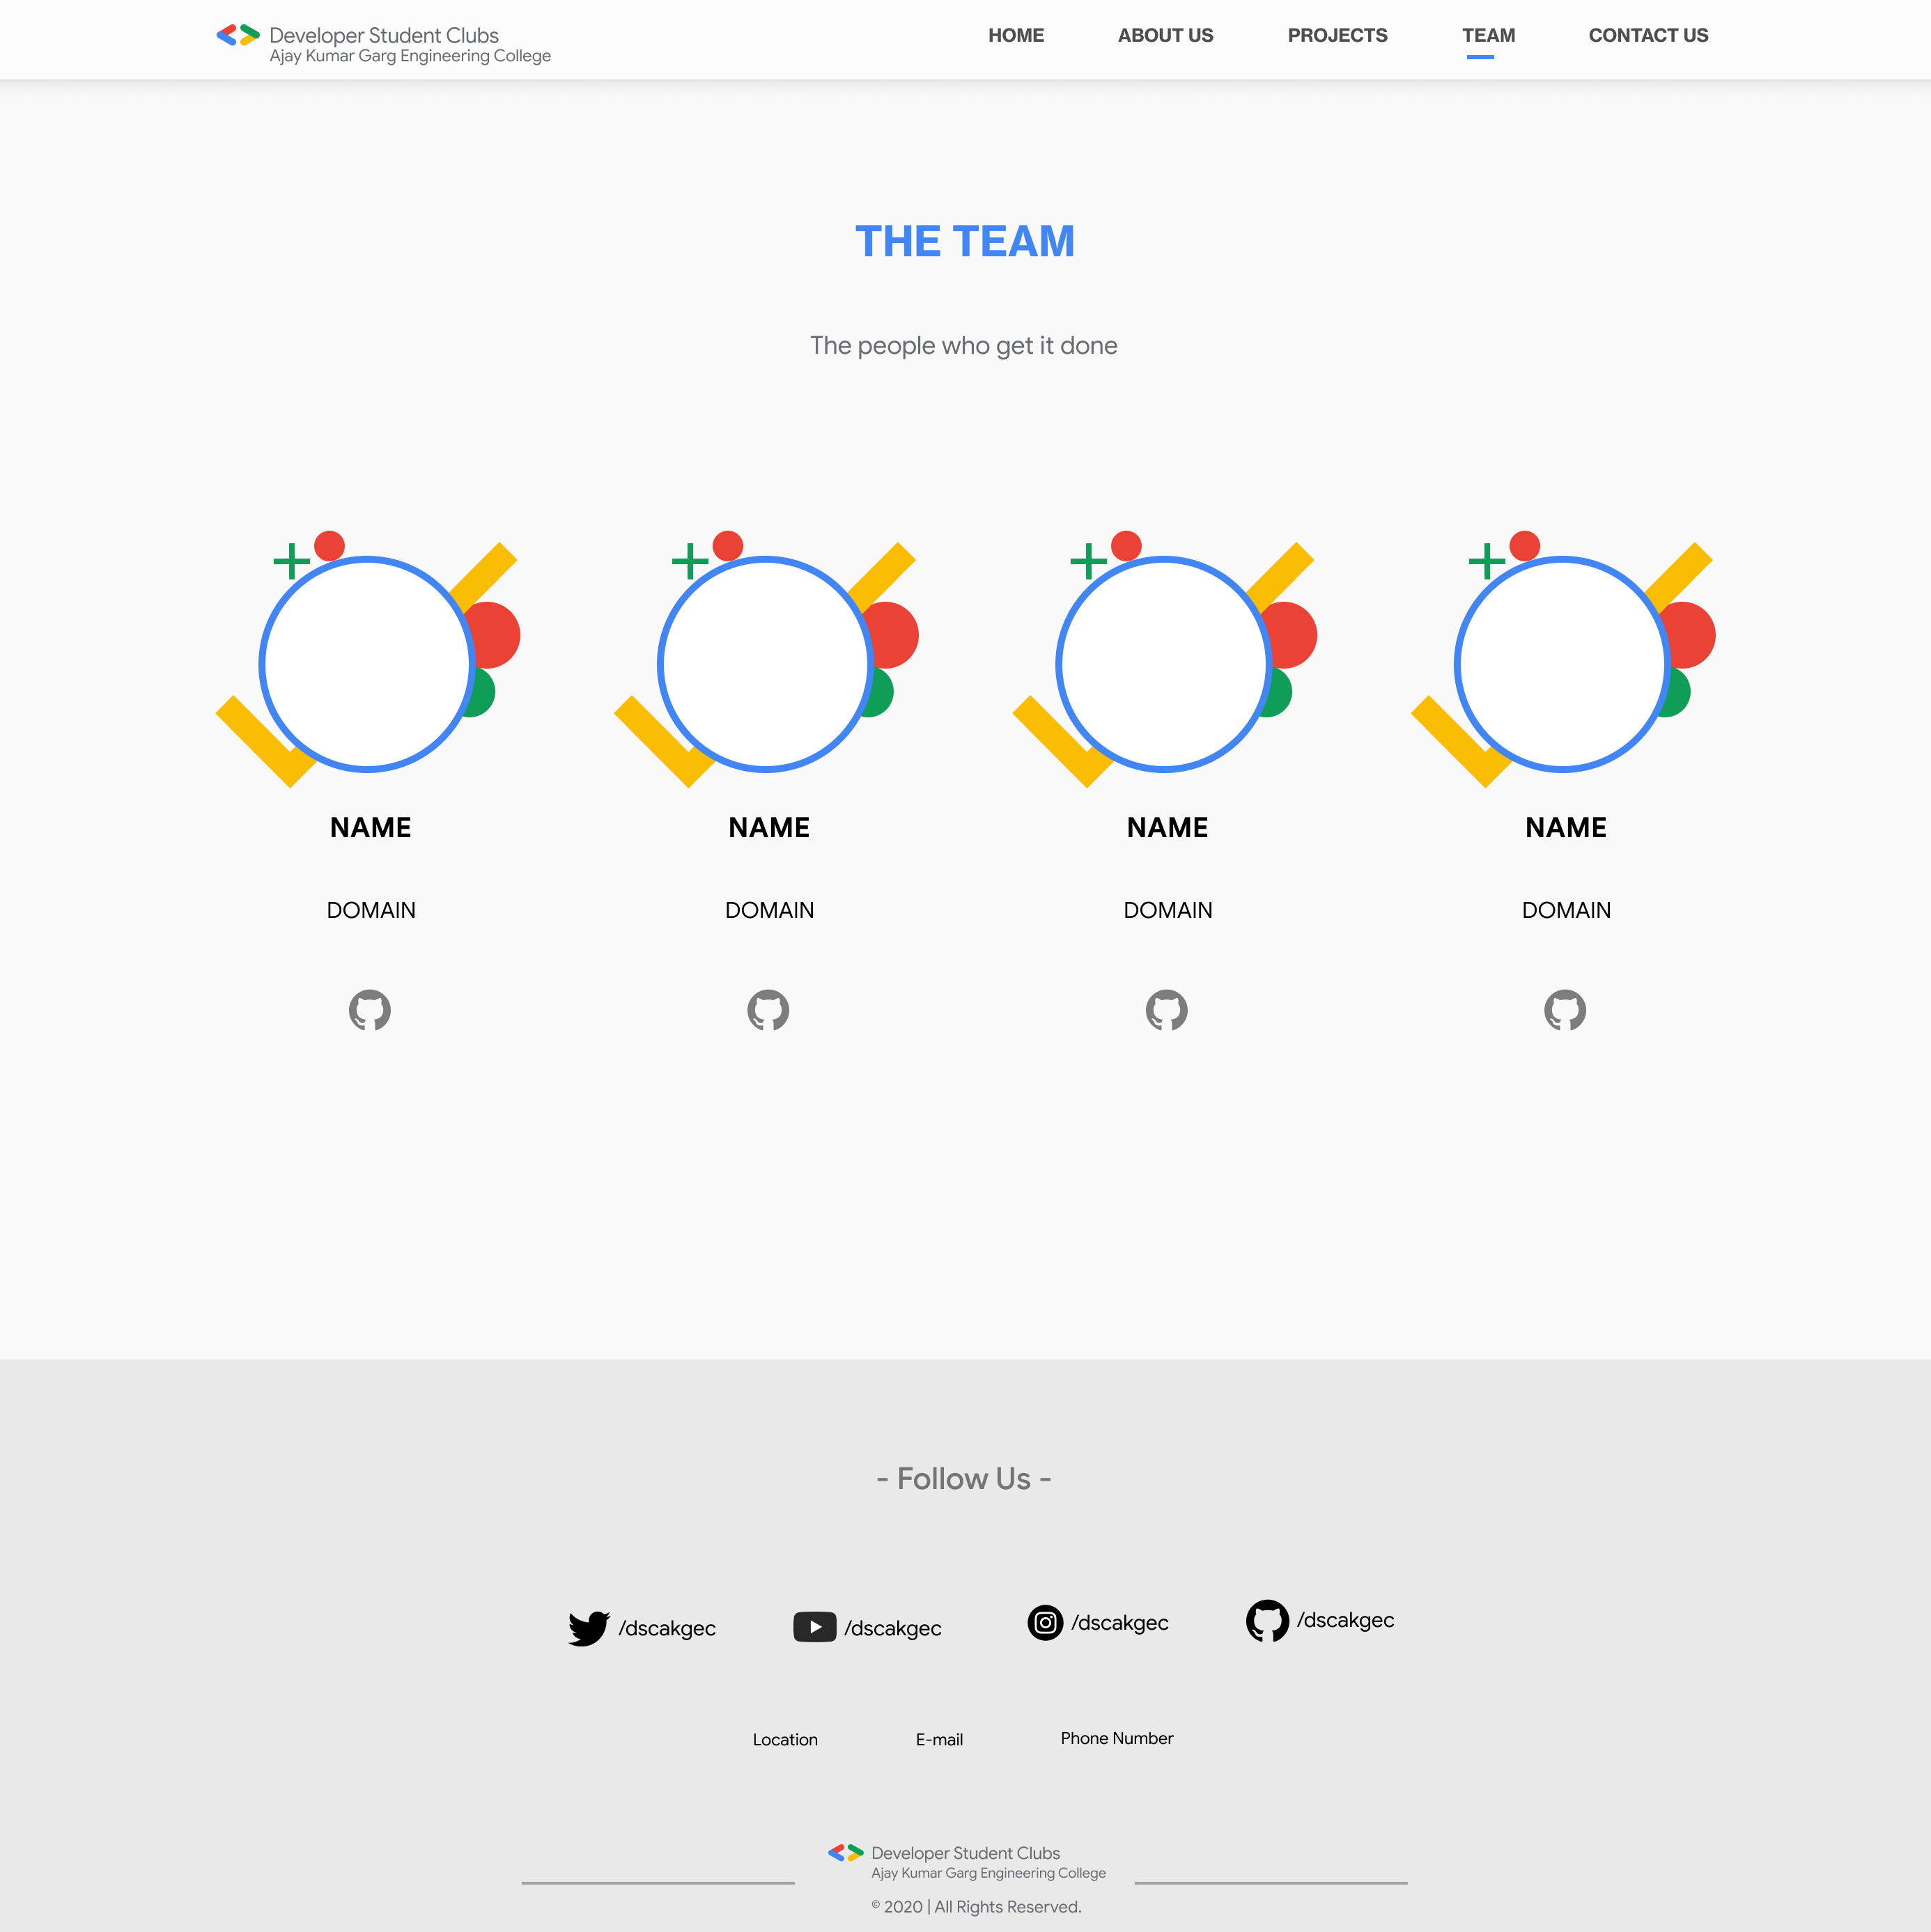 Developer Student Clubs
Ajay Kumar Garg Engineering College
HOME ABOUT US PROJECTS TEAM CONTACT US
THE TEAM
The people who get it done
NAME NAME NAME NAME
DOMAIN DOMAIN DOMAIN DOMAIN
- Follow Us -
/dscakgec /dscakgec /dscakgec /dscakgec
Location E-mail Phone Number
Developer Student Clubs
Ajay Kumar Garg Engineering College
© 2020 | All Rights Reserved.